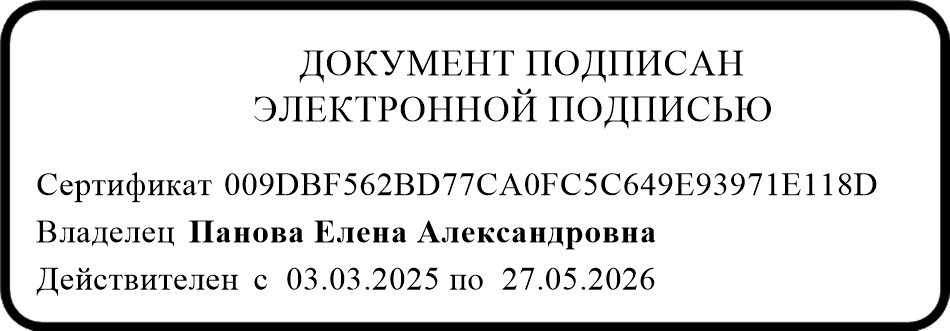 ДОКУМЕНТ ПОДПИСАН
ЭЛЕКТРОННОЙ ПОДПИСЬЮ
Сертификат 009DBF562BD77CA0FC5C649E93971E118D
Владелец Панова Елена Александровна
Действителен с 03.03.2025 по 27.05.2026